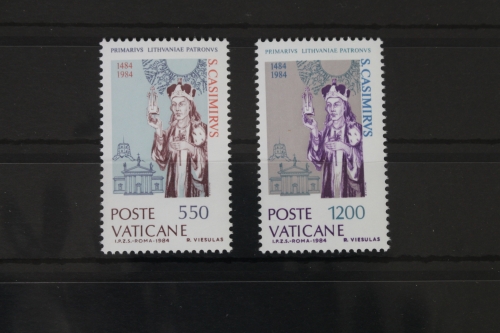 PRIMARIVS LITHVANIAE PATRONVS
1484
1984
S. CASIMIRVS
POSTE 550
VATICANE
I.P.Z.S.-ROMA-1984 R. VIESULAS
PRIMARIVS LITHVANIAE PATRONVS
1484
1984
S. CASIMIRVS
POSTE 1200
VATICANE
I.P.Z.S.-ROMA-1984 R. VIESULAS